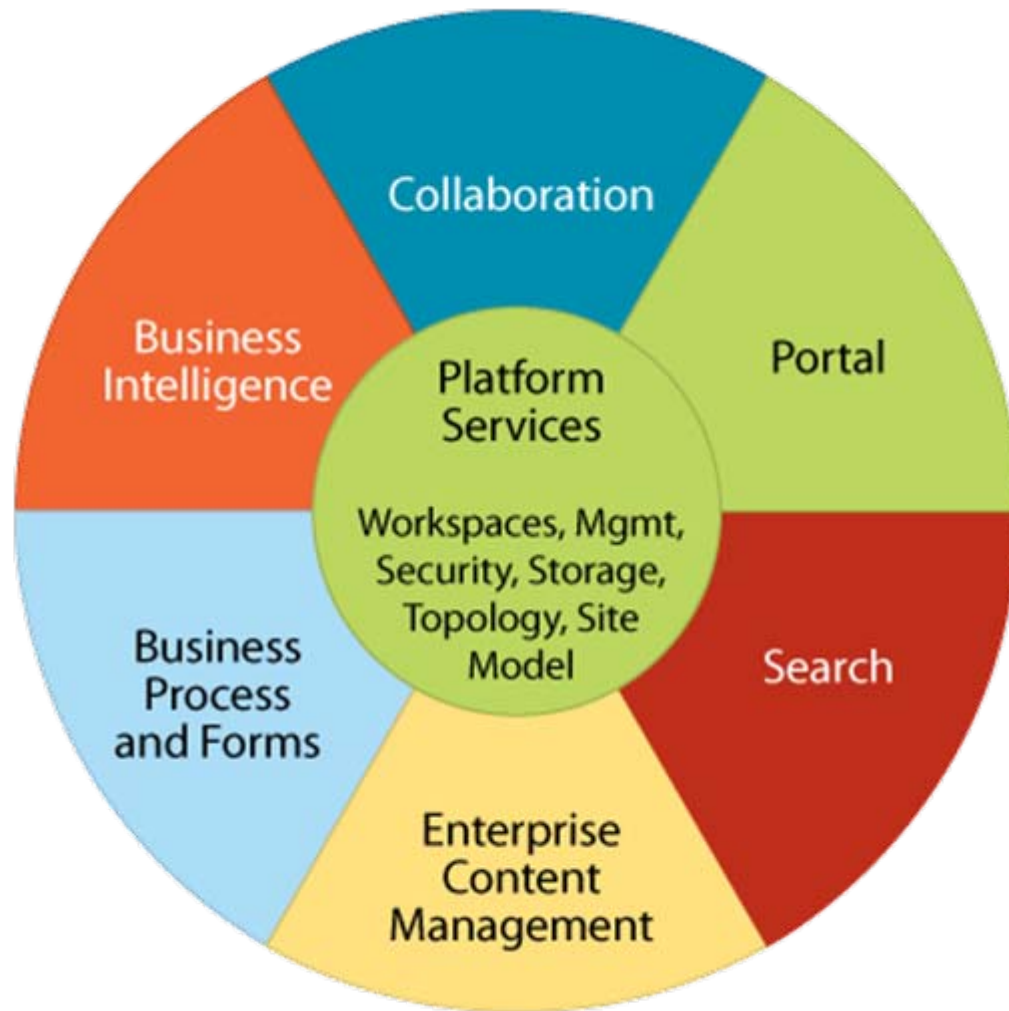 Collaboration
Portal
Search
Enterprise
Content
Management
Business
Process
and Forms
Business
Intelligence
Platform
Services
Workspaces, Mgmt,
Security, Storage,
Topology, Site
Model